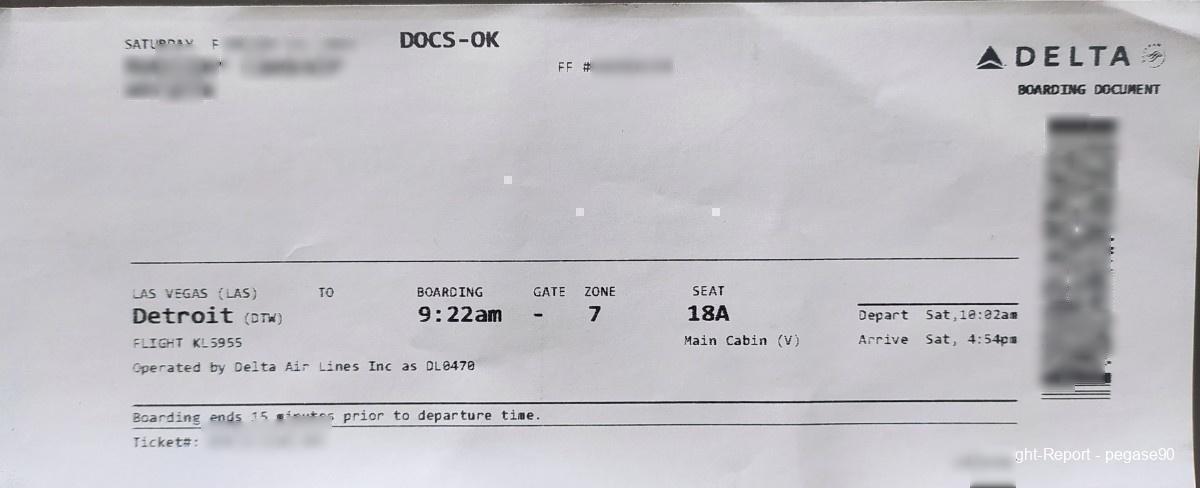 SATURDAY F
DOCS-OK
FF #
DELTA
BOARDING DOCUMENT
LAS VEGAS (LAS) TO BOARDING GATE ZONE SEAT
Detroit (DTW) 9:22am - 7 18A Depart Sat,10:02am
FLIGHT KL5955 Main Cabin (V) Arrive Sat, 4:54pm
Operated by Delta Air Lines Inc as DL0470
Boarding ends 15 minutes prior to departure time.
Ticket#:
ght-Report - pegase90